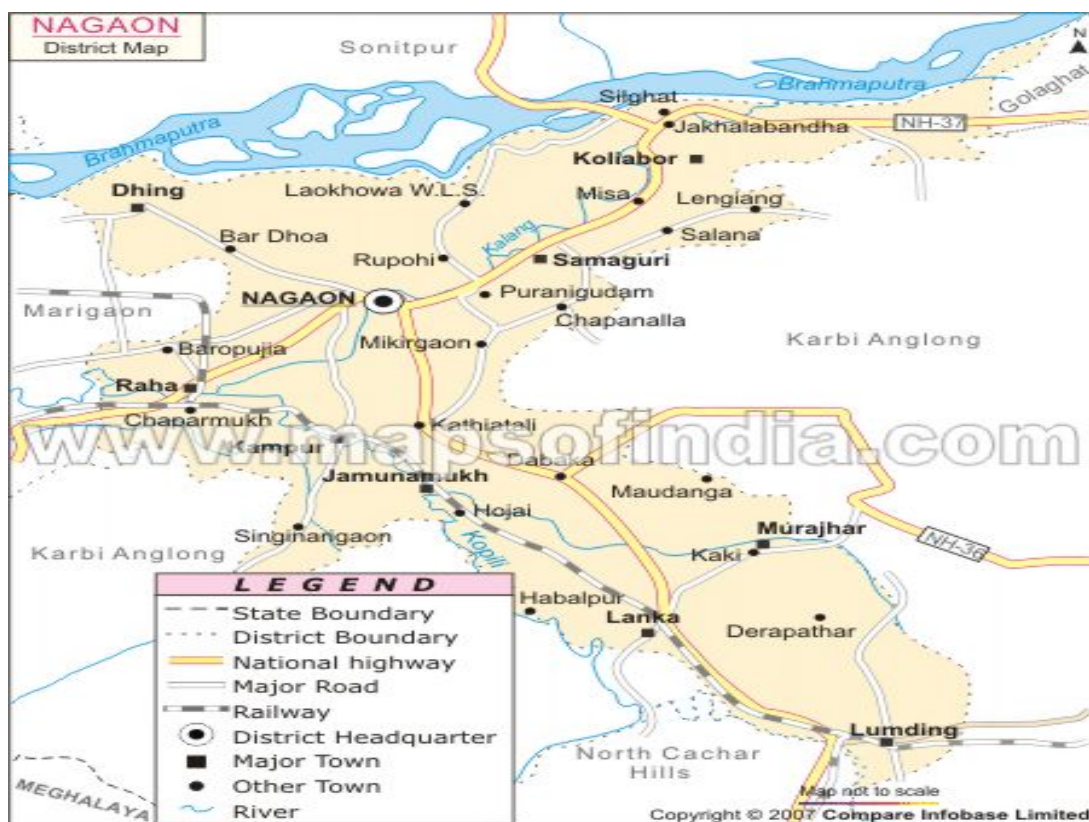 NAGAON
District Map
Sonitpur
N
Brahmaputra
Golaghat
Silghat
Brahmaputra
Jakhalabandha
NH-37
Koliabor
Dhing
Laokhowa W.L.S.
Misa
Lengiang
Bar Dhoa
Kalang
Salana
Rupohi
Samaguri
NAGAON
Puranigudam
Marigaon
Chapanalla
Mikirgaon
Karbi Anglong
Baropujia
Raha
Chaparmukh
Kathiatali
www.mapsofindia.com
Kampur
Dabaka
Jamunamukh
Maudanga
Hojai
Singinarigaon
Murajhar
Karbi Anglong
Kopili
Kaki
NH-36
LEGEND
Habalpur
State Boundary
Lanka
Derapathar
District Boundary
National highway
Major Road
Railway
District Headquarter
Lumding
Major Town
North Cachar
Hills
Other Town
MEGHALAYA
Map not to scale
River
Copyright © 2007 Compare Infobase Limited